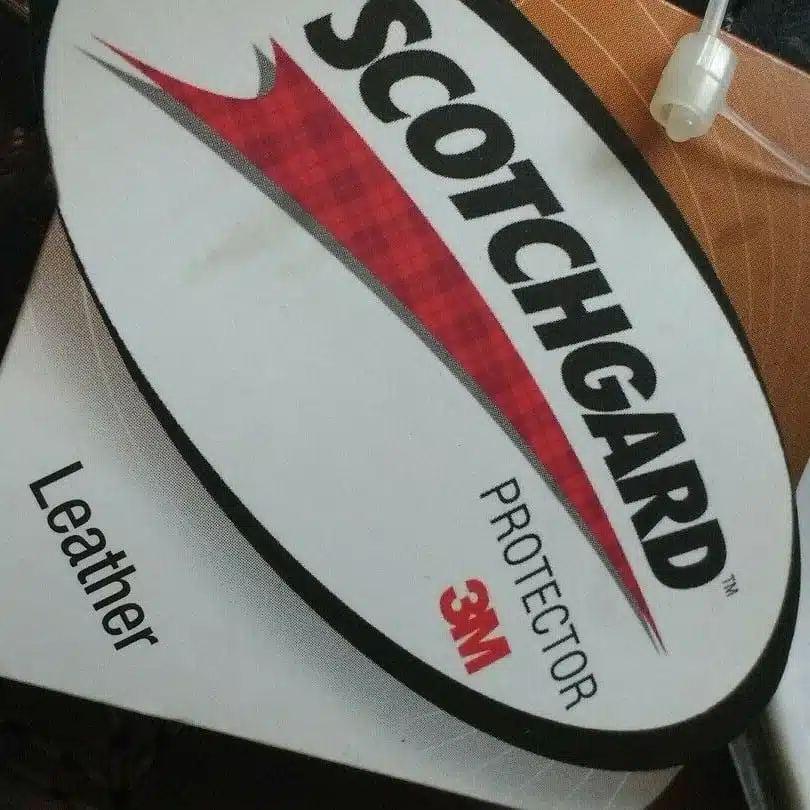 SCOTCHGARD™
PROTECTOR
3M
Leather